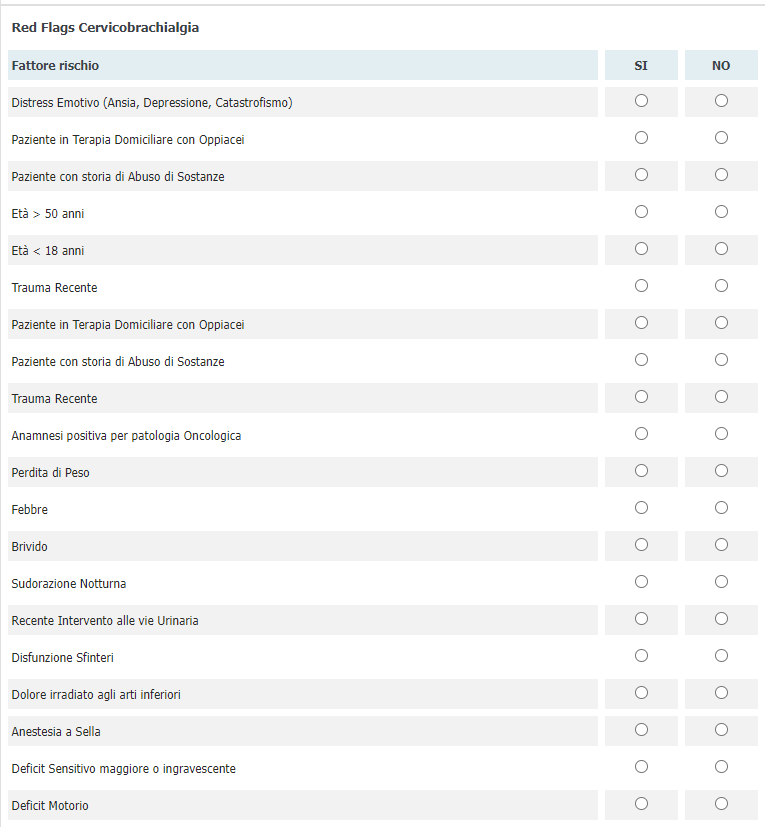 Red Flags Cervicobrachialgia
Fattore rischio SI NO
Distress Emotivo (Ansia, Depressione, Catastrofismo)
Paziente in Terapia Domiciliare con Oppiacei
Paziente con storia di Abuso di Sostanze
Età > 50 anni
Età < 18 anni
Trauma Recente
Paziente in Terapia Domiciliare con Oppiacei
Paziente con storia di Abuso di Sostanze
Trauma Recente
Anamnesi positiva per patologia Oncologica
Perdita di Peso
Febbre
Brivido
Sudorazione Notturna
Recente Intervento alle vie Urinaria
Disfunzione Sfinteri
Dolore irradiato agli arti inferiori
Anestesia a Sella
Deficit Sensitivo maggiore o ingravescente
Deficit Motorio